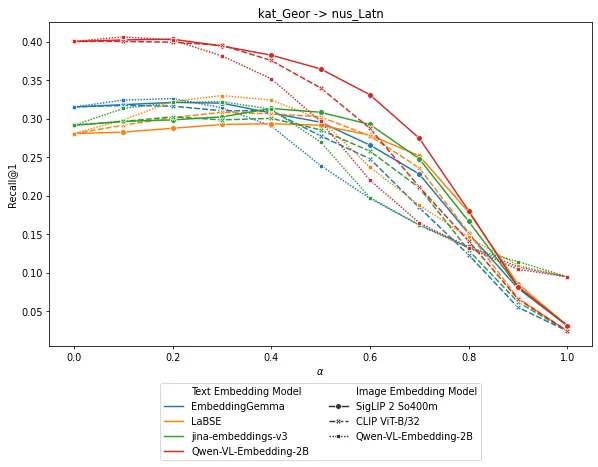 kat_Geor -> nus_Latn
Recall@1
0.40
0.35
0.30
0.25
0.20
0.15
0.10
0.05
0.0
0.2
0.4
0.6
0.8
1.0
α
Text Embedding Model
EmbeddingGemma
LaBSE
jina-embeddings-v3
Qwen-VL-Embedding-2B
Image Embedding Model
SigLIP 2 So400m
CLIP ViT-B/32
Qwen-VL-Embedding-2B